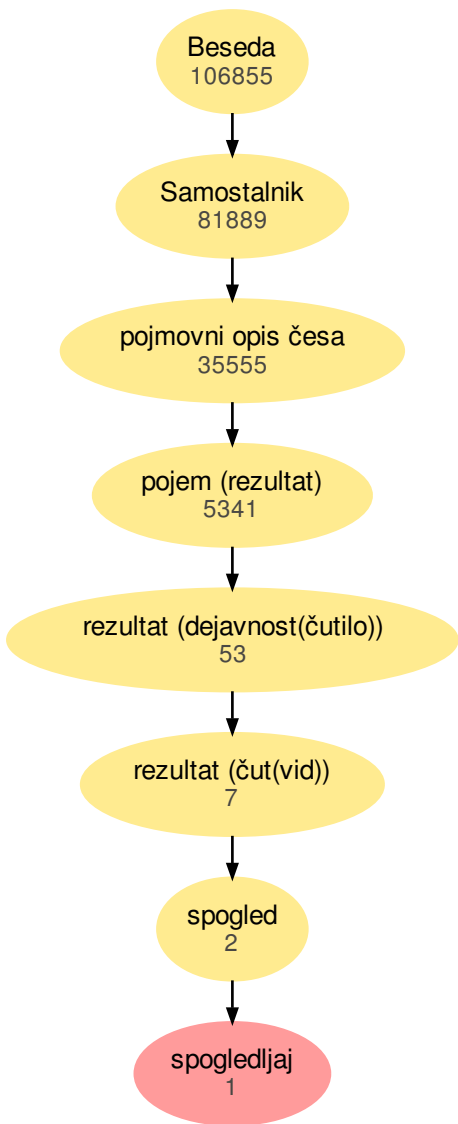 Beseda
106855
Samostalnik
81889
pojmovni opis česa
35555
pojem (rezultat)
5341
rezultat (dejavnost(čutilo))
53
rezultat (čut(vid))
7
spogled
2
spogledljaj
1